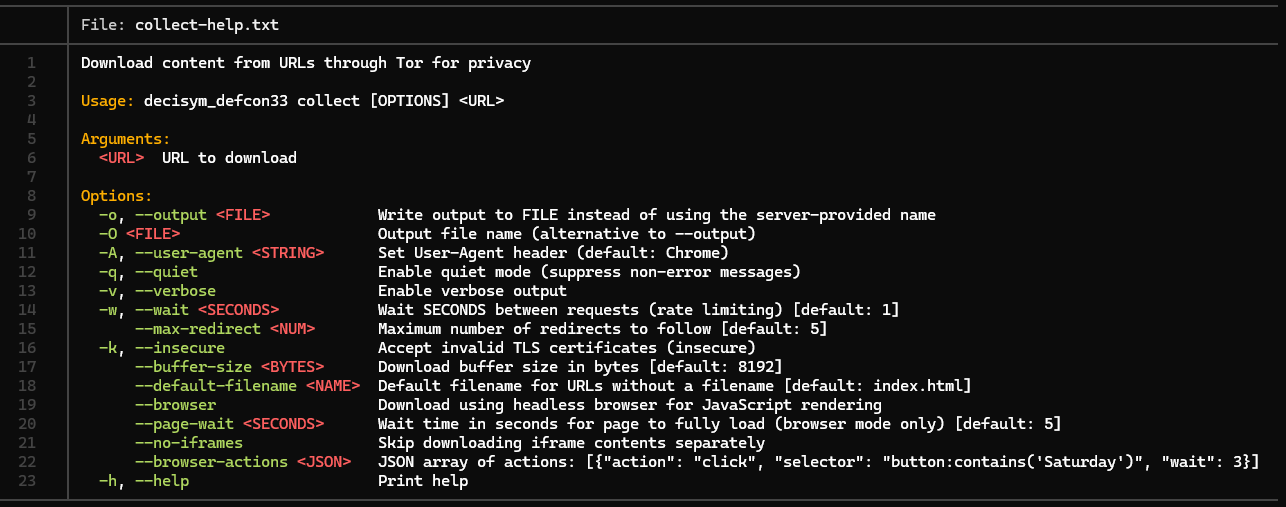 File: collect-help.txt
1 Download content from URLs through Tor for privacy
2
3 Usage: decisym_defcon33 collect [OPTIONS] <URL>
4
5 Arguments:
6   <URL>  URL to download
7
8 Options:
9   -o, --output <FILE>            Write output to FILE instead of using the server-provided name
10   -O <FILE>                      Output file name (alternative to --output)
11   -A, --user-agent <STRING>      Set User-Agent header (default: Chrome)
12   -q, --quiet                    Enable quiet mode (suppress non-error messages)
13   -v, --verbose                  Enable verbose output
14   -w, --wait <SECONDS>           Wait SECONDS between requests (rate limiting) [default: 1]
15       --max-redirect <NUM>       Maximum number of redirects to follow [default: 5]
16   -k, --insecure                 Accept invalid TLS certificates (insecure)
17       --buffer-size <BYTES>      Download buffer size in bytes [default: 8192]
18       --default-filename <NAME>  Default filename for URLs without a filename [default: index.html]
19       --browser                  Download using headless browser for JavaScript rendering
20       --page-wait <SECONDS>      Wait time in seconds for page to fully load (browser mode only) [default: 5]
21       --no-iframes               Skip downloading iframe contents separately
22       --browser-actions <JSON>   JSON array of actions: [{"action": "click", "selector": "button:contains('Saturday')", "wait": 3}]
23   -h, --help                     Print help